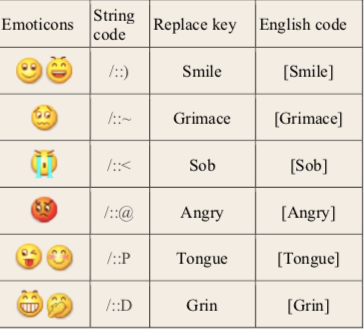 Emoticons String code Replace key English code
/::) Smile [Smile]
/::~ Grimace [Grimace]
/::< Sob [Sob]
/::@ Angry [Angry]
/::P Tongue [Tongue]
/::D Grin [Grin]